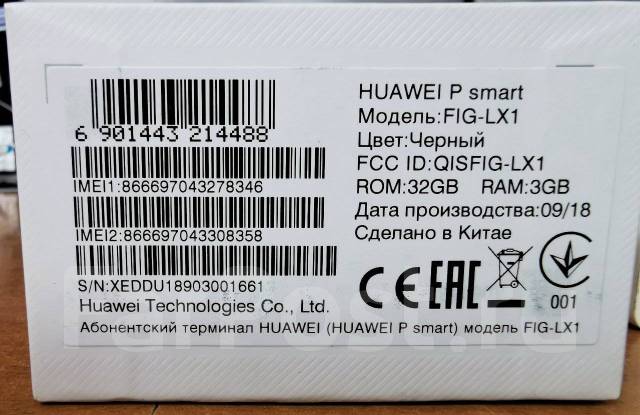 6 901443 214488
IMEI1:866697043278346
IMEI2:866697043308358
S/N:XEDDU18903001661
Huawei Technologies Co., Ltd.
HUAWEI P smart
Модель:FIG-LX1
Цвет:Черный
FCC ID:QISFIG-LX1
ROM:32GB RAM:3GB
Дата производства:09/18
Сделано в Китае
CE EAC
001
Абонентский терминал HUAWEI (HUAWEI P smart) модель FIG-LX1
FarPost.ru